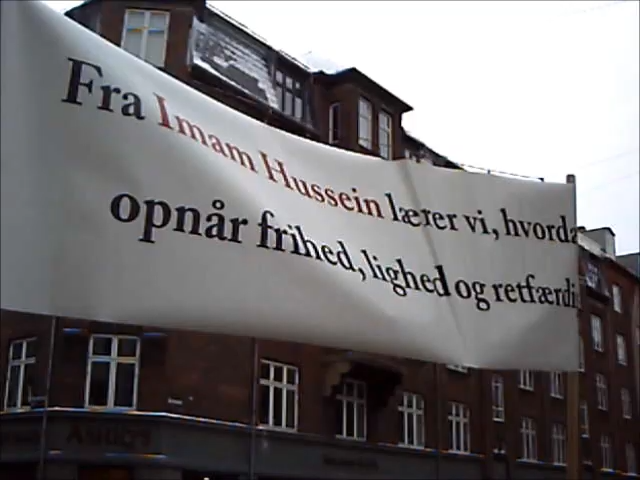 Fra Imam Hussein lærer vi, hvorda
opnår frihed, lighed og retfærdi